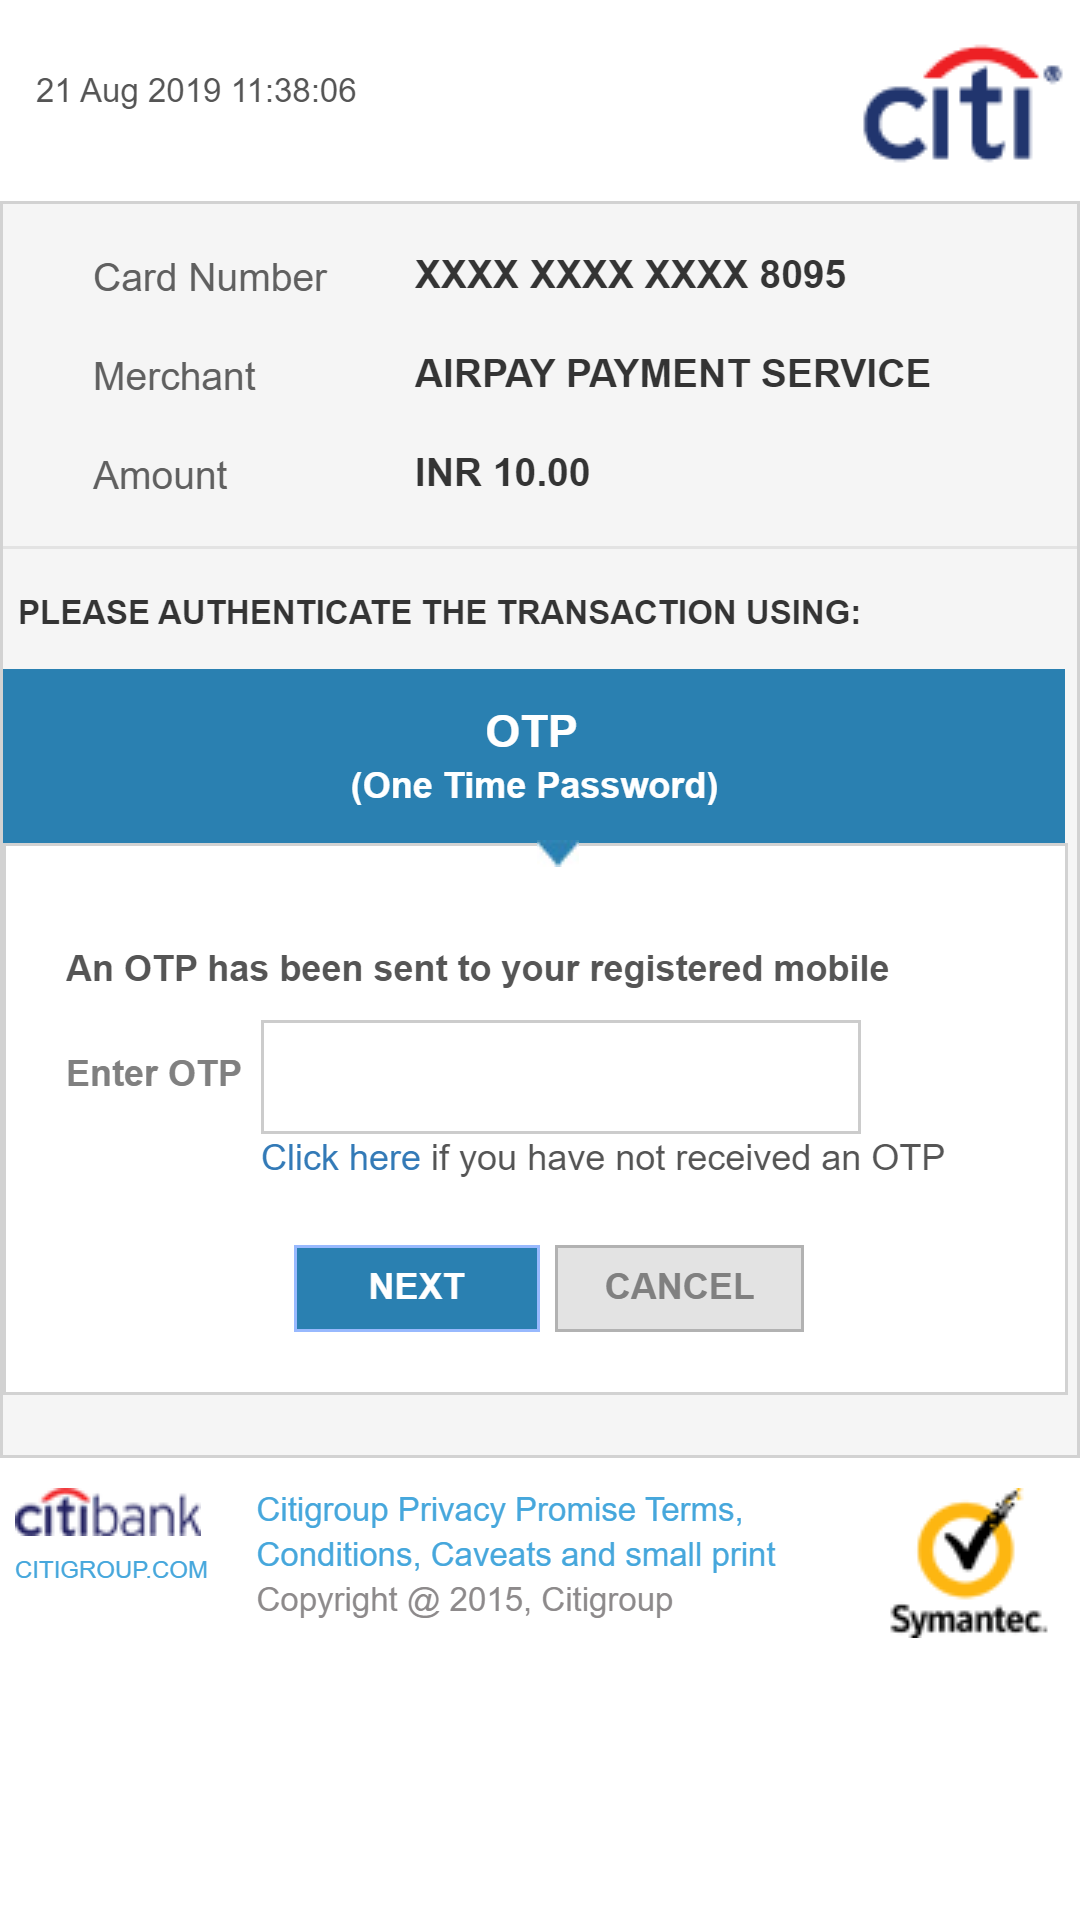 21 Aug 2019 11:38:06
citi®
Card Number XXXX XXXX XXXX 8095
Merchant AIRPAY PAYMENT SERVICE
Amount INR 10.00
PLEASE AUTHENTICATE THE TRANSACTION USING:
OTP
(One Time Password)
An OTP has been sent to your registered mobile
Enter OTP
Click here if you have not received an OTP
NEXT CANCEL
citibank
CITIGROUP.COM
Citigroup Privacy Promise Terms,
Conditions, Caveats and small print
Copyright @ 2015, Citigroup
Symantec.